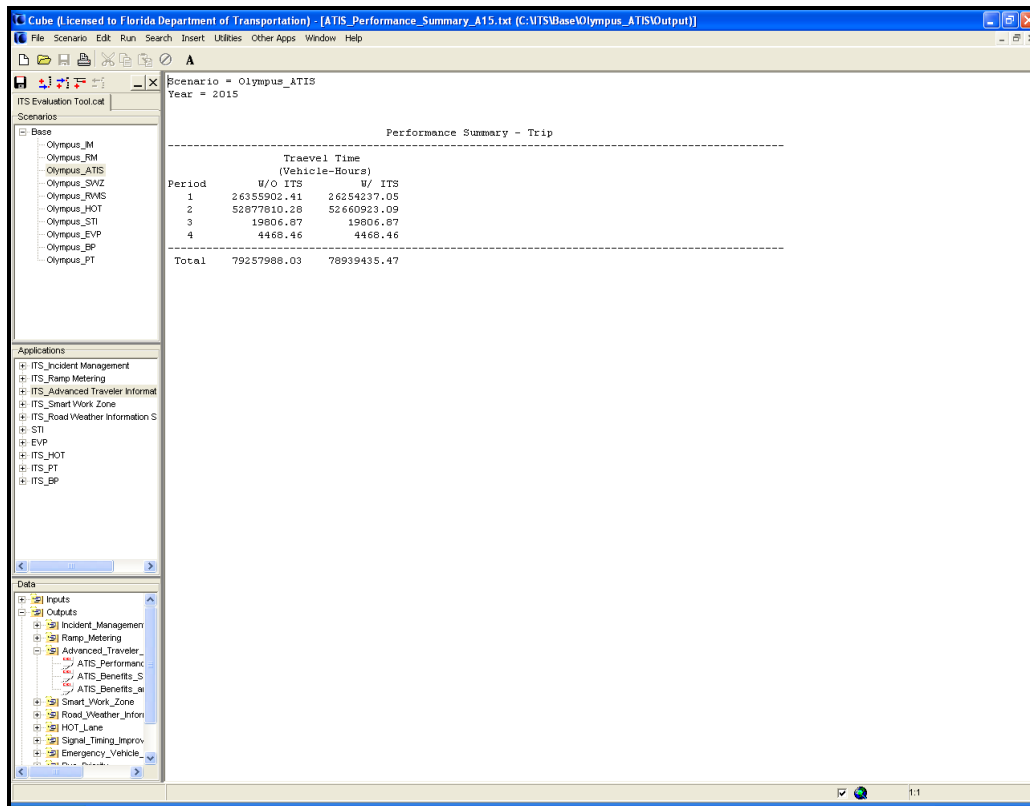 Cube (Licensed to Florida Department of Transportation) - [ATIS_Performance_Summary_A15.txt (C:\ITS\Base\Olympus_ATIS\Output)]
File Scenario Edit Run Search Insert Utilities Other Apps Window Help
A
ITS Evaluation Tool.cat
Scenarios
Base
Olympus_IM
Olympus_RM
Olympus_ATIS
Olympus_SWZ
Olympus_RWIS
Olympus_HOT
Olympus_STI
Olympus_EVP
Olympus_BP
Olympus_PT
Applications
ITS_Incident Management
ITS_Ramp Metering
ITS_Advanced Traveler Informat
ITS_Smart Work Zone
ITS_Road Weather Information S
STI
EVP
ITS_HOT
ITS_PT
ITS_BP
Data
Inputs
Outputs
Incident_Managemen
Ramp_Metering
Advanced_Traveler_
ATIS_Performanc
ATIS_Benefits_S
ATIS_Benefits_a
Smart_Work_Zone
Road_Weather_Infor
HOT_Lane
Signal_Timing_Improv
Emergency_Vehicle_
Scenario = Olympus_ATIS
Year = 2015
Performance Summary - Trip
Traevel Time
(Vehicle-Hours)
Period W/O ITS W/ ITS
1 26355902.41 26254237.05
2 52877810.28 52660923.09
3 19806.87 19806.87
4 4468.46 4468.46
Total 79257988.03 78939435.47
1:1